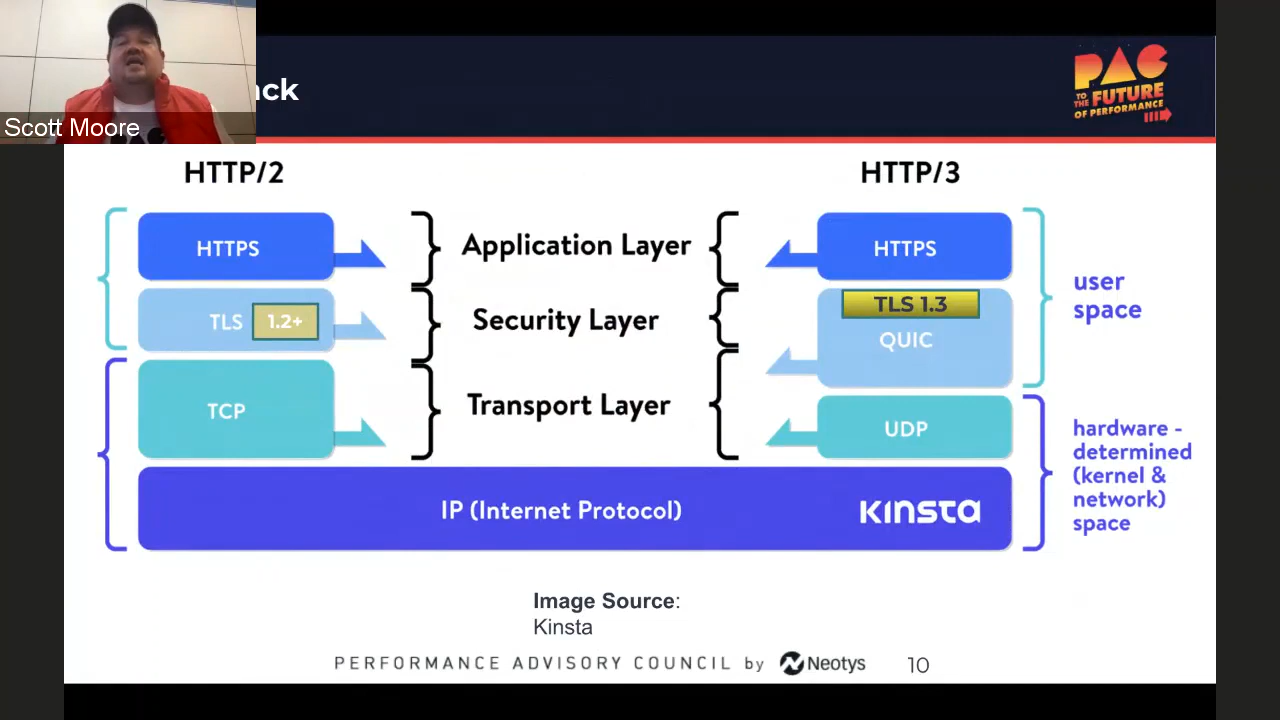 Scott Moore
ck
PAC
TO THE FUTURE
OF PERFORMANCE
HTTP/2
HTTP/3
HTTPS
Application Layer
HTTPS
user
space
TLS
1.2+
Security Layer
TLS 1.3
QUIC
TCP
Transport Layer
UDP
hardware -
determined
(kernel &
network)
space
IP (Internet Protocol)
KINSTA
Image Source:
Kinsta
PERFORMANCE ADVISORY COUNCIL by Neotys
10